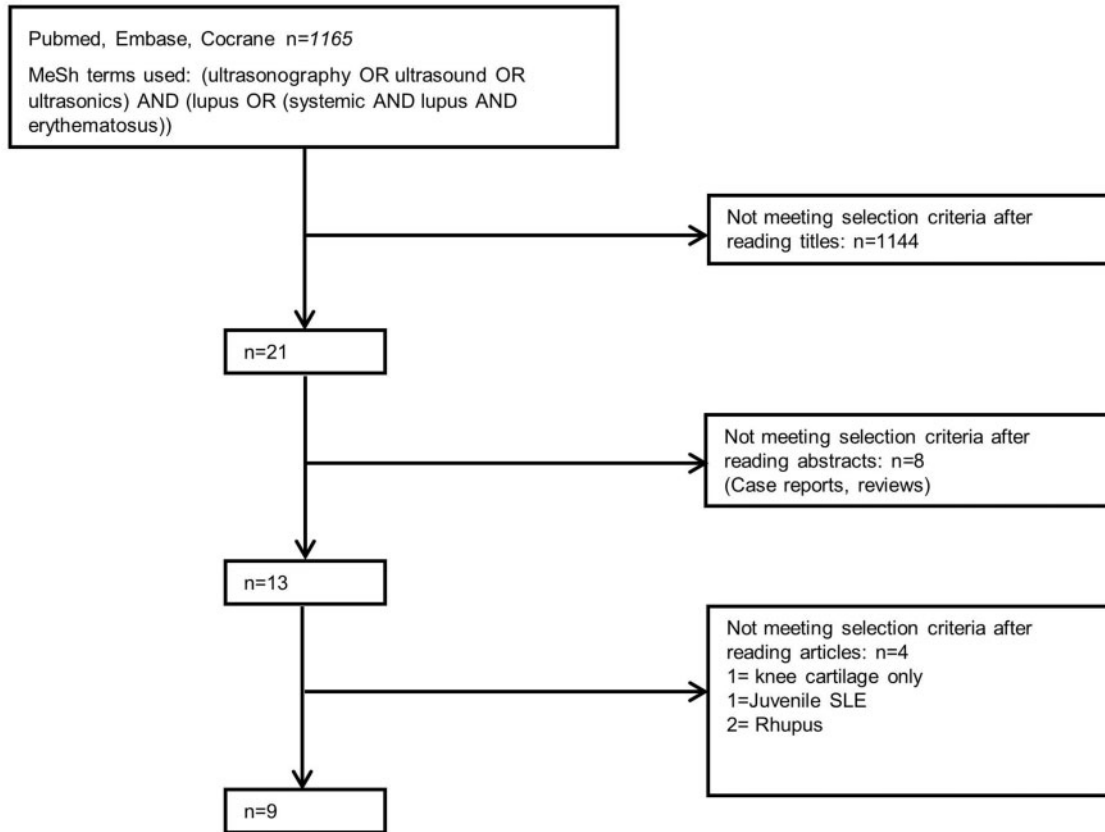 Pubmed, Embase, Cocrane n=1165
MeSh terms used: (ultrasonography OR ultrasound OR
ultrasonics) AND (lupus OR (systemic AND lupus AND
erythematosus))
Not meeting selection criteria after
reading titles: n=1144
n=21
Not meeting selection criteria after
reading abstracts: n=8
(Case reports, reviews)
n=13
Not meeting selection criteria after
reading articles: n=4
1= knee cartilage only
1=Juvenile SLE
2= Rhupus
n=9